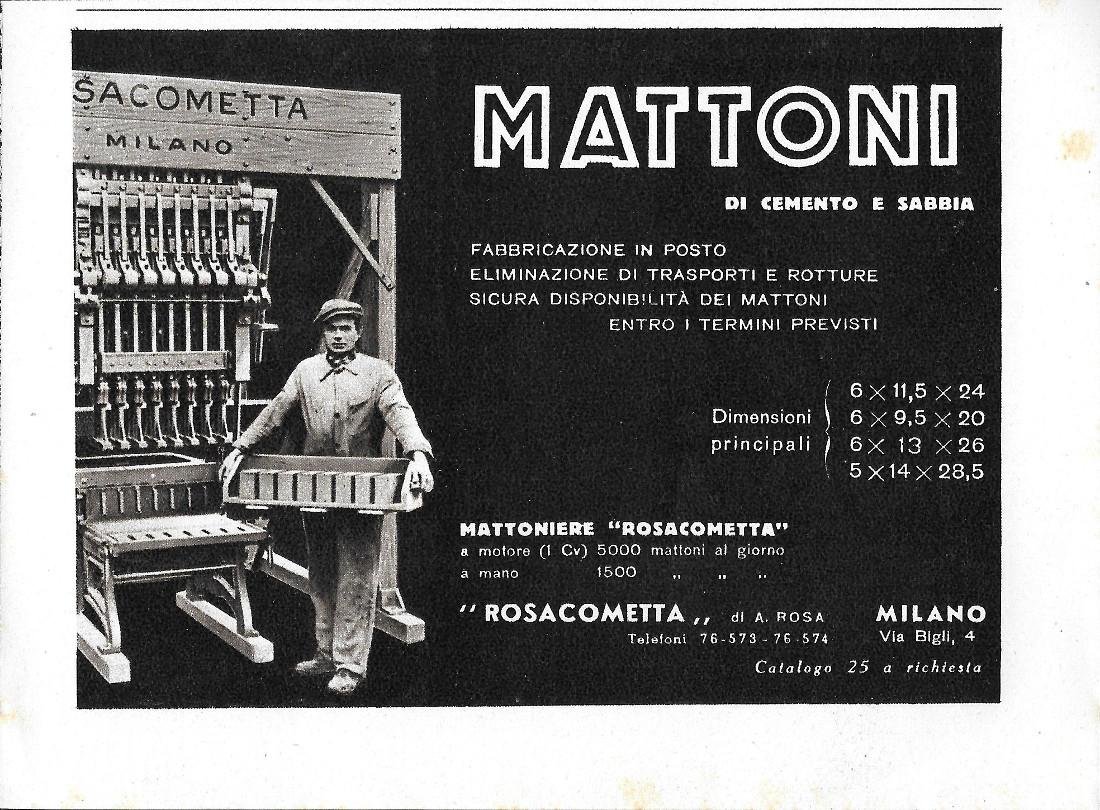 SACOMETTA
MILANO
MATTONI
DI CEMENTO E SABBIA
FABBRICAZIONE IN POSTO
ELIMINAZIONE DI TRASPORTI E ROTTURE
SICURA DISPONIBILITÀ DEI MATTONI
ENTRO I TERMINI PREVISTI
Dimensioni principali
6 × 11,5 × 24
6 × 9,5 × 20
6 × 13 × 26
5 × 14 × 28,5
MATTONIERE "ROSACOMETTA"
a motore (1 Cv) 5000 mattoni al giorno
a mano 1500 „ „ „
"ROSACOMETTA„ di A. ROSA MILANO
Telefoni 76-573 - 76-574 Via Bigli, 4
Catalogo 25 a richiesta